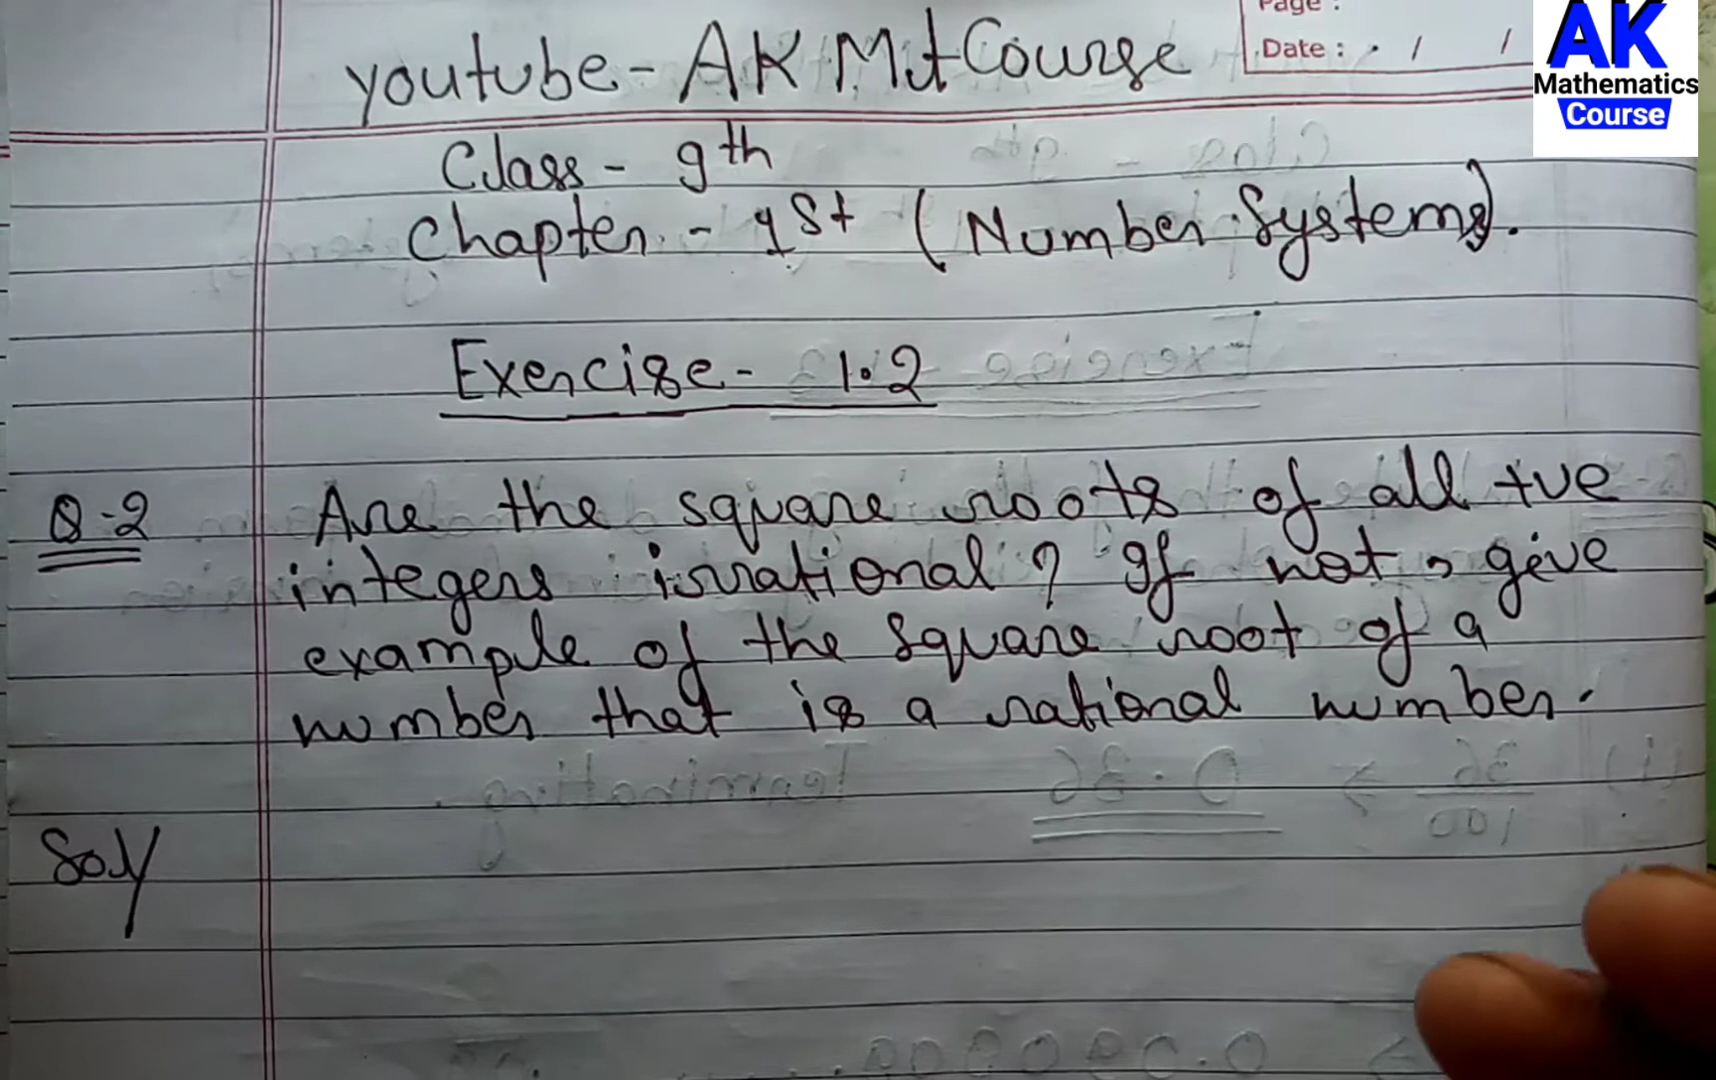 Page :
Date : / /
AK
Mathematics
Course
youtube - AK Mt Course
Class - 9th
Chapter - 1st ( Number Systems).
Exercise - 1.2
Q-2 Are the square roots of all +ve
integers irrational ? If not, give
example of the square root of a
number that is a rational number.
Sol/